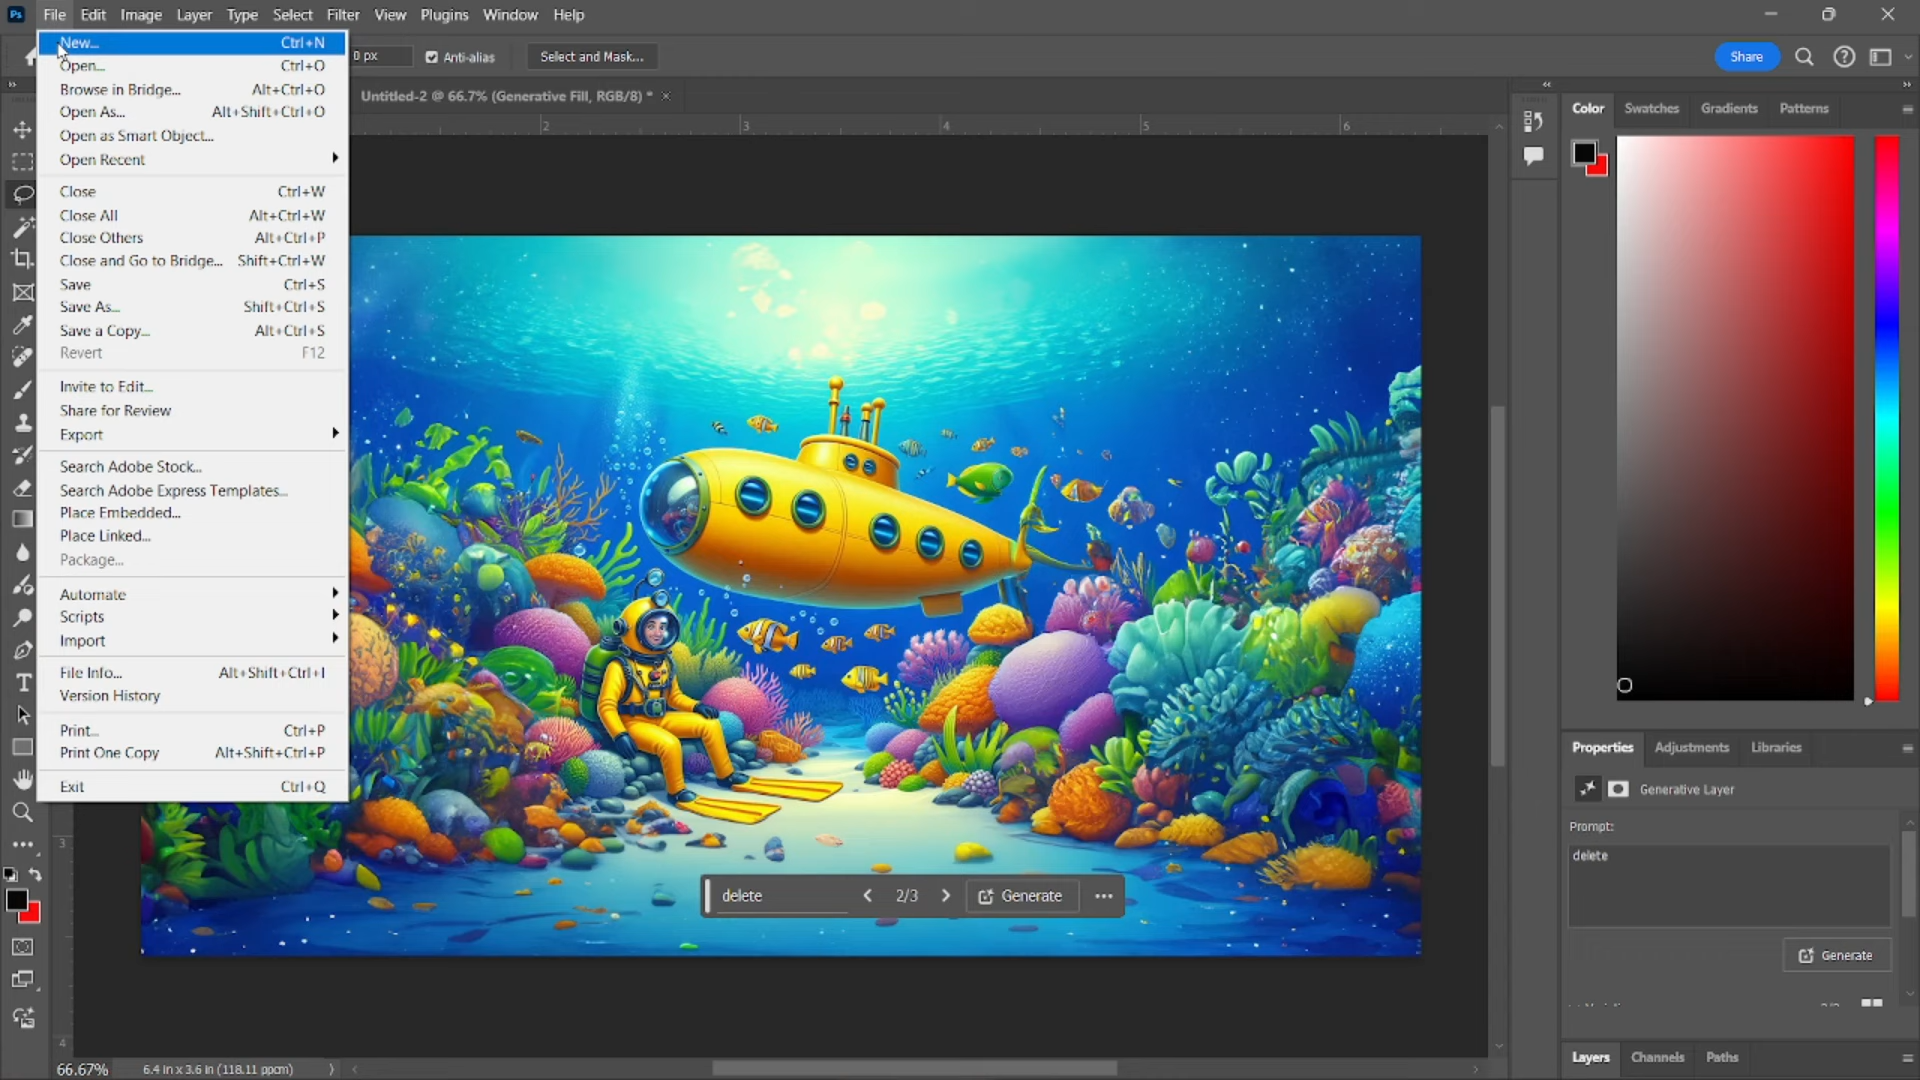 Ps File Edit Image Layer Type Select Filter View Plugins Window Help
0 px Anti-alias Select and Mask... Share
Untitled-2 @ 66.7% (Generative Fill, RGB/8) * ×
New... Ctrl+N
Open... Ctrl+O
Browse in Bridge... Alt+Ctrl+O
Open As... Alt+Shift+Ctrl+O
Open as Smart Object...
Open Recent
Close Ctrl+W
Close All Alt+Ctrl+W
Close Others Alt+Ctrl+P
Close and Go to Bridge... Shift+Ctrl+W
Save Ctrl+S
Save As... Shift+Ctrl+S
Save a Copy... Alt+Ctrl+S
Revert F12
Invite to Edit...
Share for Review
Export
Search Adobe Stock...
Search Adobe Express Templates...
Place Embedded...
Place Linked...
Package...
Automate
Scripts
Import
File Info... Alt+Shift+Ctrl+I
Version History
Print... Ctrl+P
Print One Copy Alt+Shift+Ctrl+P
Exit Ctrl+Q
2 3 4 5 6
3
4
delete 2/3 Generate
Color Swatches Gradients Patterns
Properties Adjustments Libraries
Generative Layer
Prompt:
delete
Generate
Layers Channels Paths
66.67% 6.4 in x 3.6 in (118.11 ppcm)